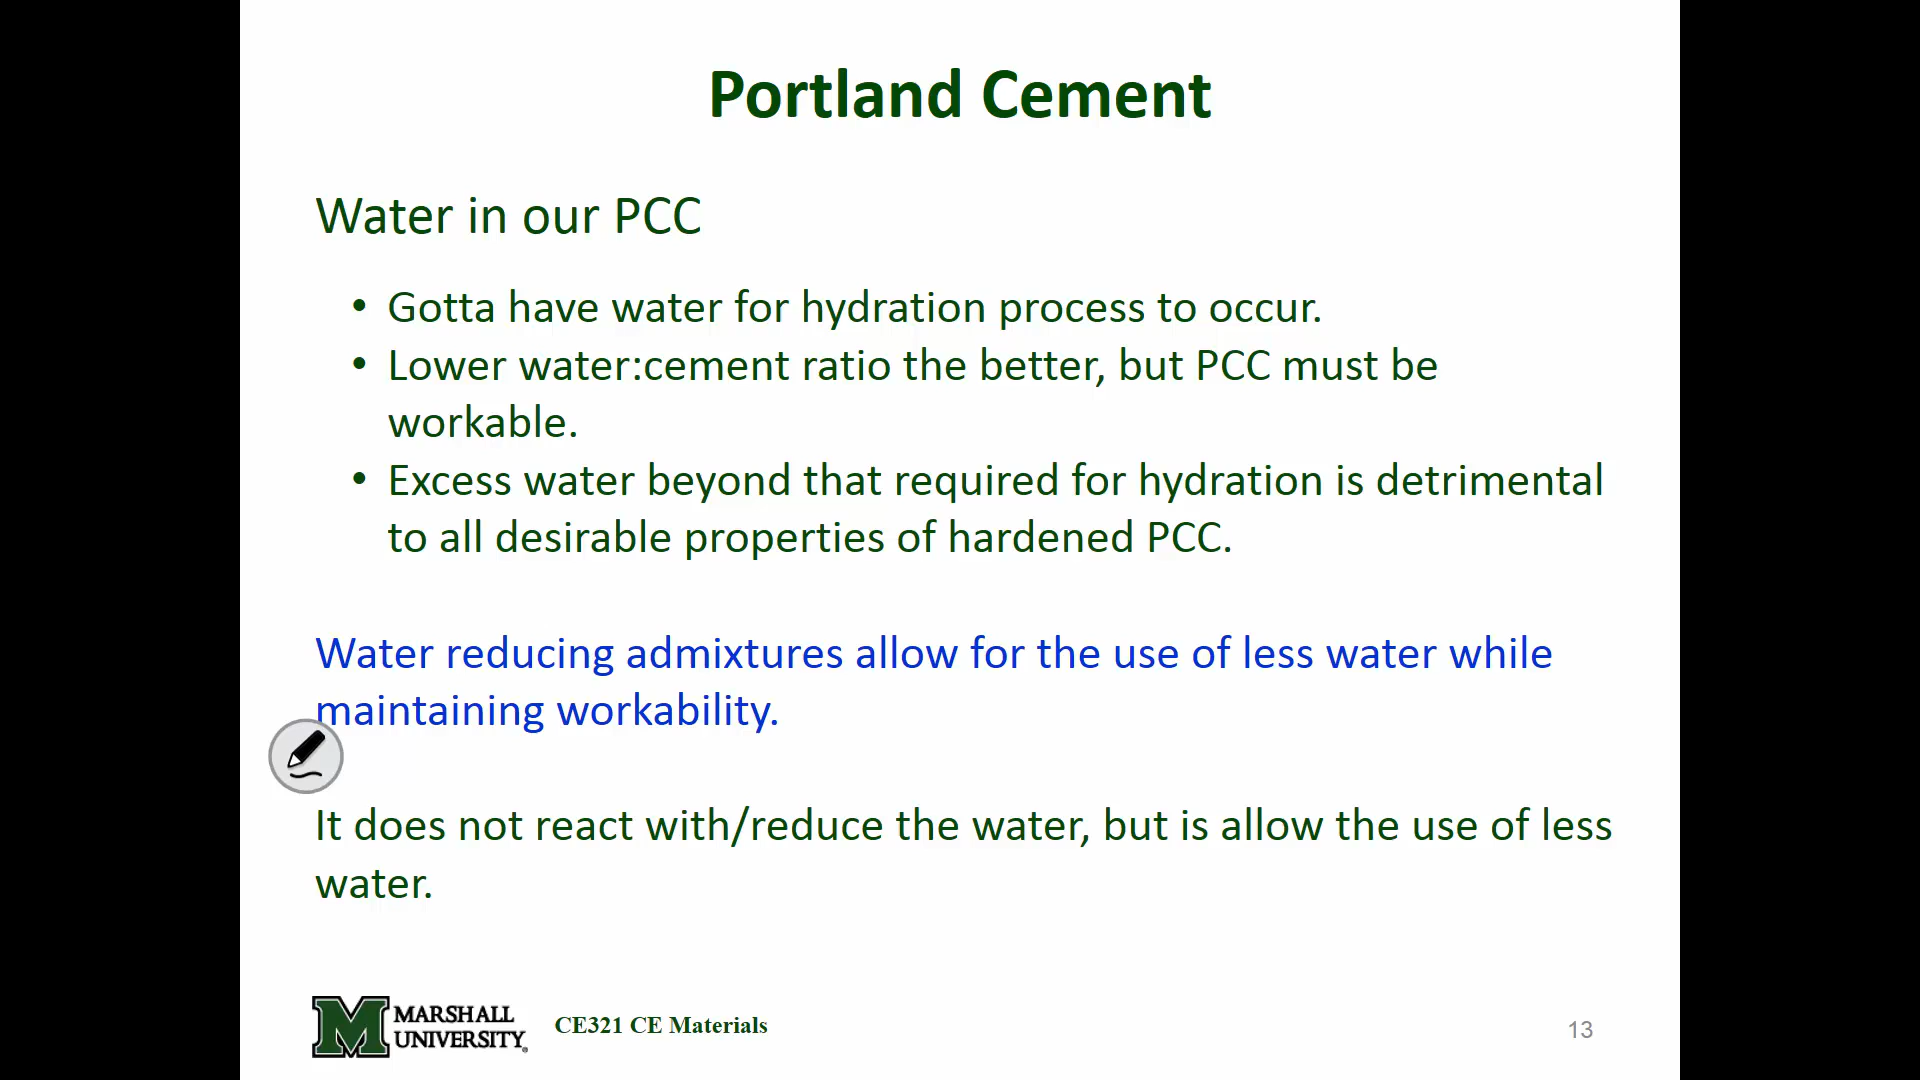 Portland Cement
Water in our PCC
• Gotta have water for hydration process to occur.
• Lower water:cement ratio the better, but PCC must be
workable.
• Excess water beyond that required for hydration is detrimental
to all desirable properties of hardened PCC.
Water reducing admixtures allow for the use of less water while
maintaining workability.
It does not react with/reduce the water, but is allow the use of less
water.
M
MARSHALL
UNIVERSITY®
CE321 CE Materials
13